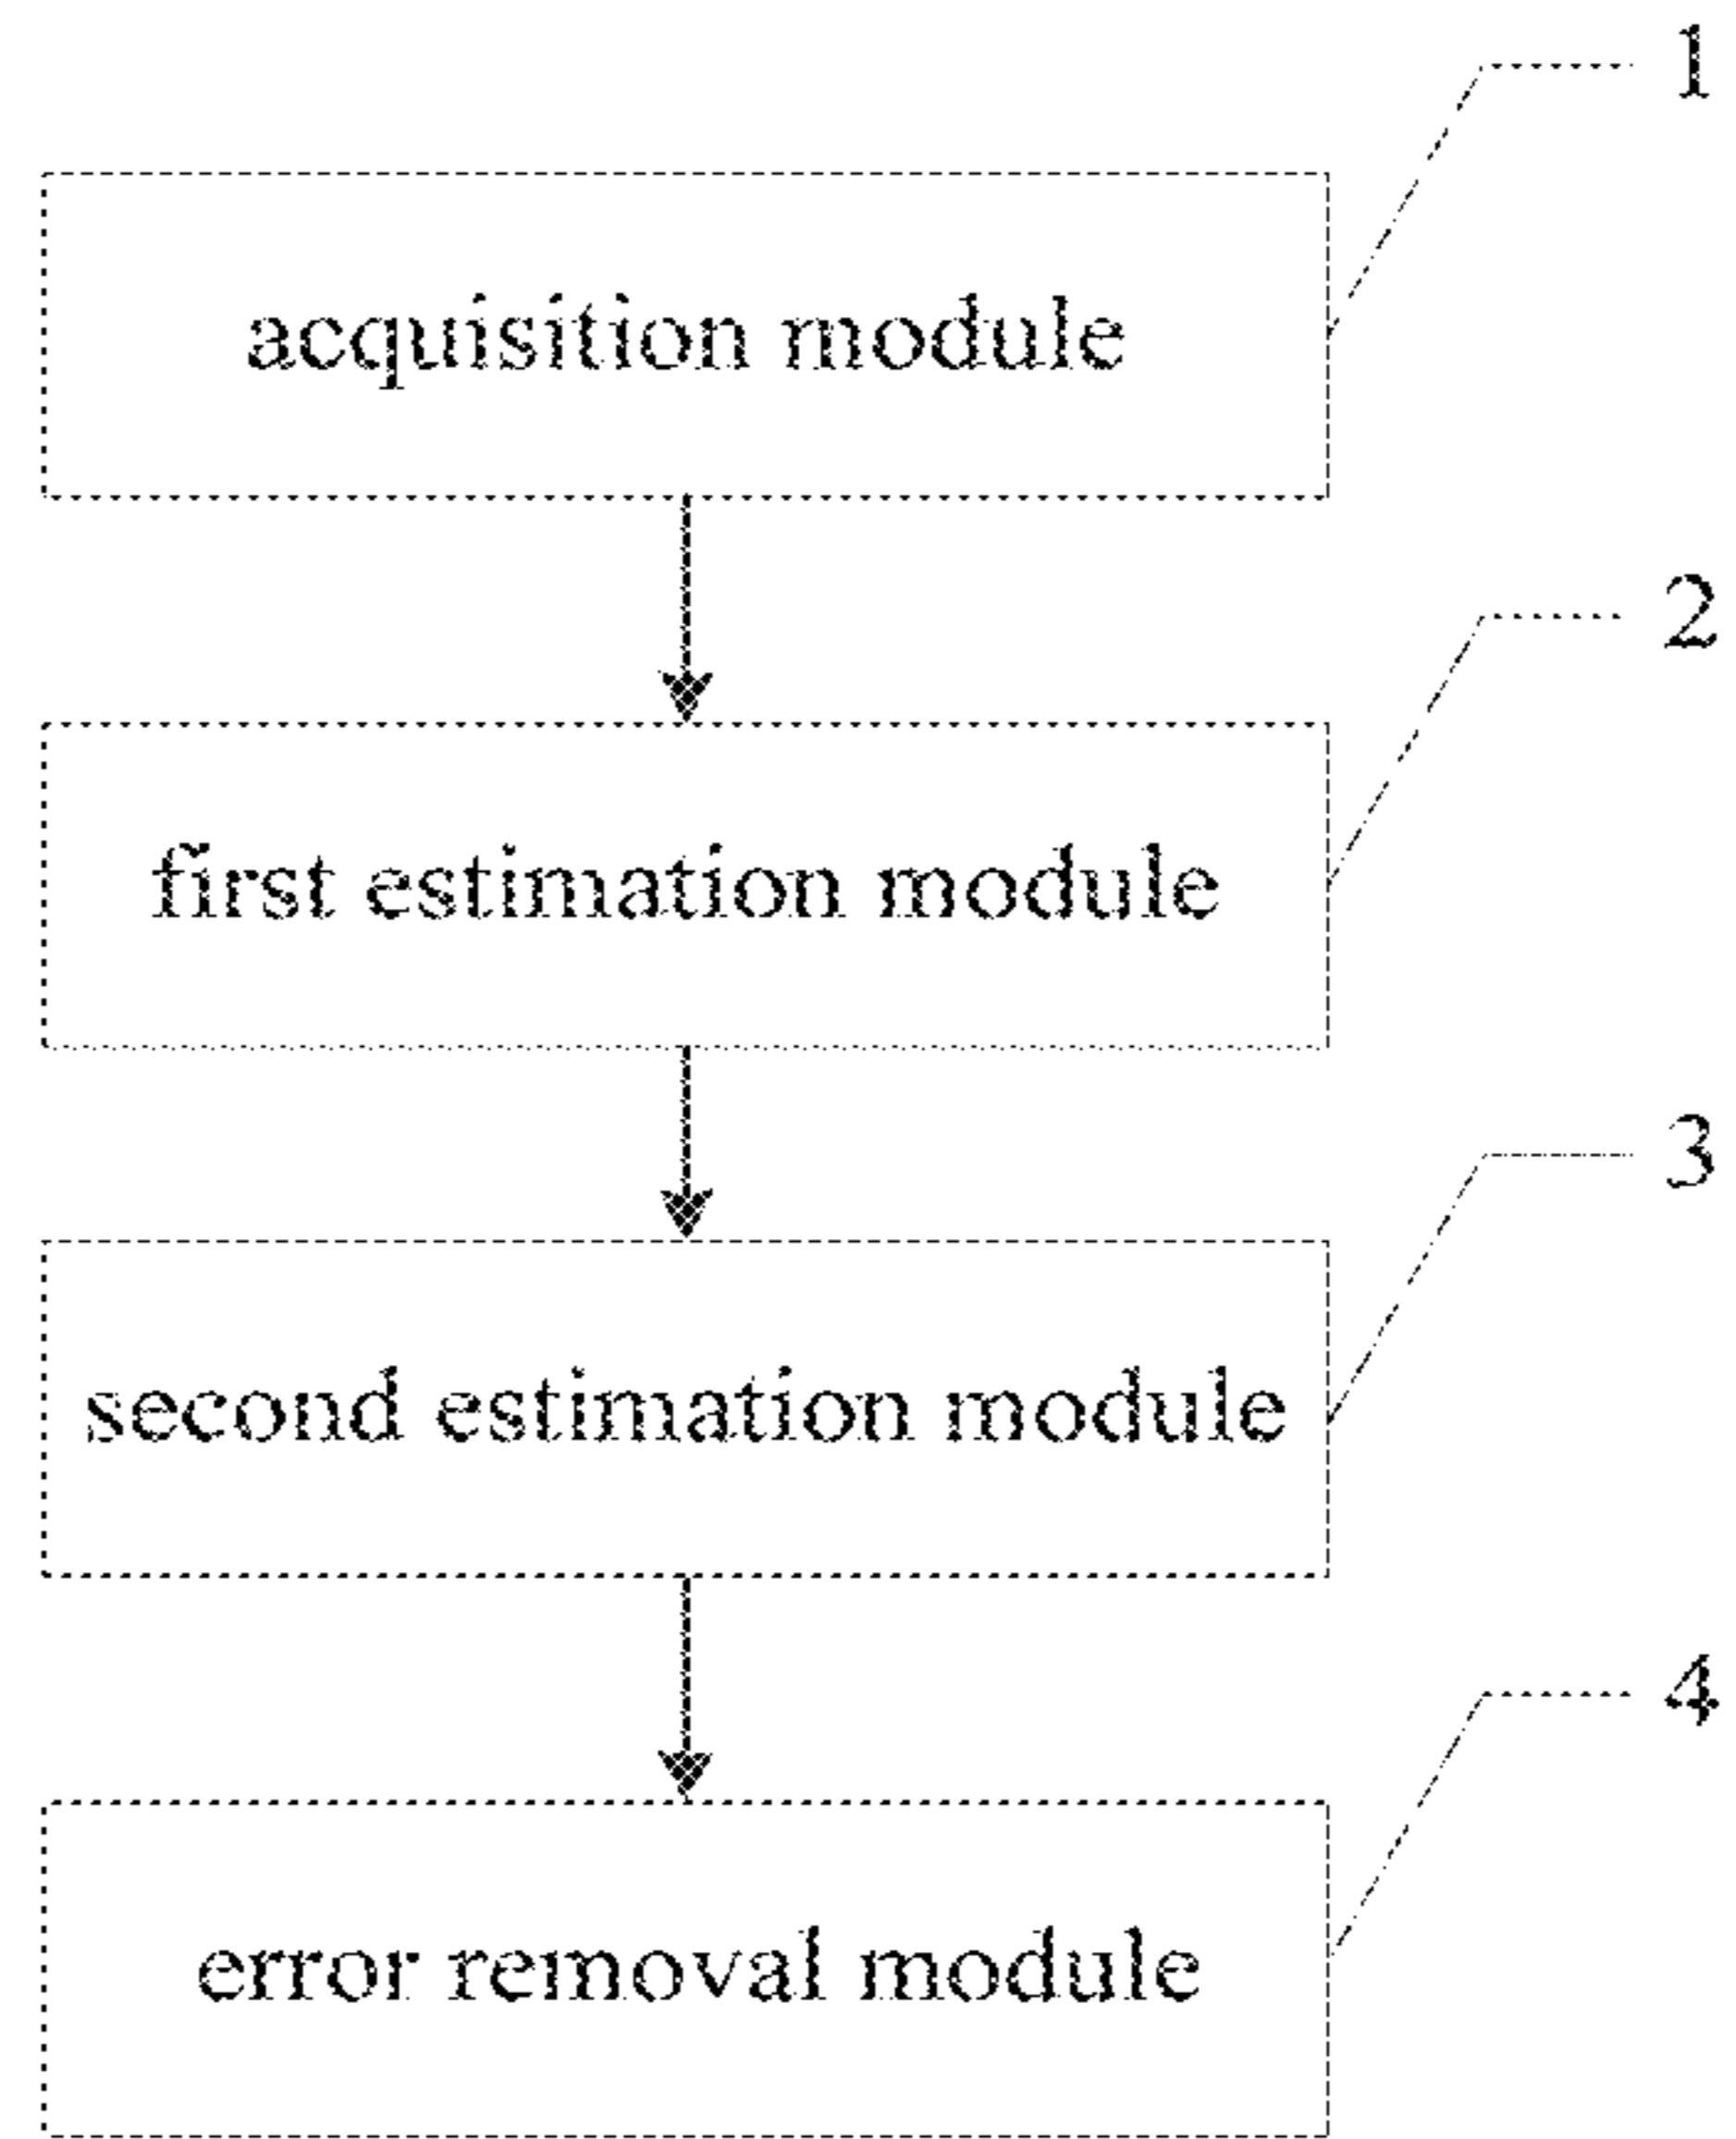 1
acquisition module
2
first estimation module
3
second estimation module
4
error removal module